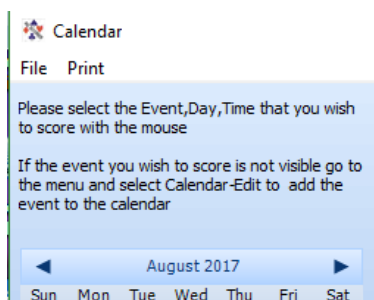 Calendar
File Print
Please select the Event,Day,Time that you wish
to score with the mouse
If the event you wish to score is not visible go to
the menu and select Calendar-Edit to add the
event to the calendar
August 2017
Sun Mon Tue Wed Thu Fri Sat